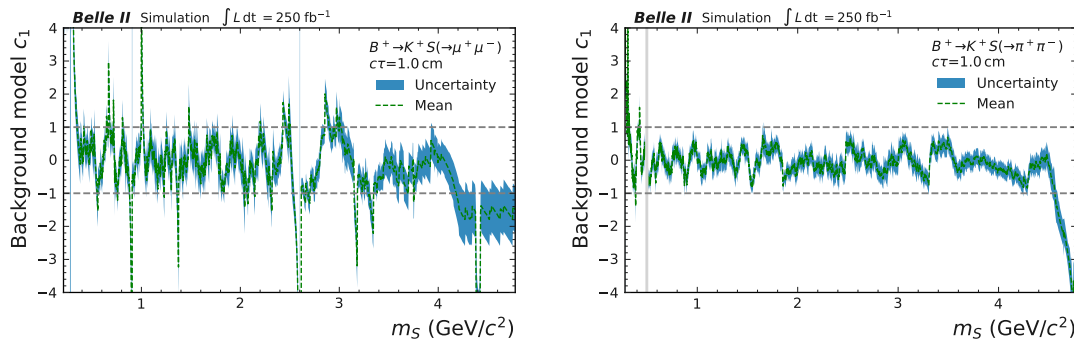 Belle II Simulation ∫ L dt = 250 fb⁻¹
B⁺→K⁺S(→μ⁺μ⁻)
cτ=1.0 cm
Uncertainty
Mean
Background model c₁
4
3
2
1
0
−1
−2
−3
−4
1 2 3 4
m_S (GeV/c²)
Belle II Simulation ∫ L dt = 250 fb⁻¹
B⁺→K⁺S(→π⁺π⁻)
cτ=1.0 cm
Uncertainty
Mean
Background model c₁
4
3
2
1
0
−1
−2
−3
−4
1 2 3 4
m_S (GeV/c²)